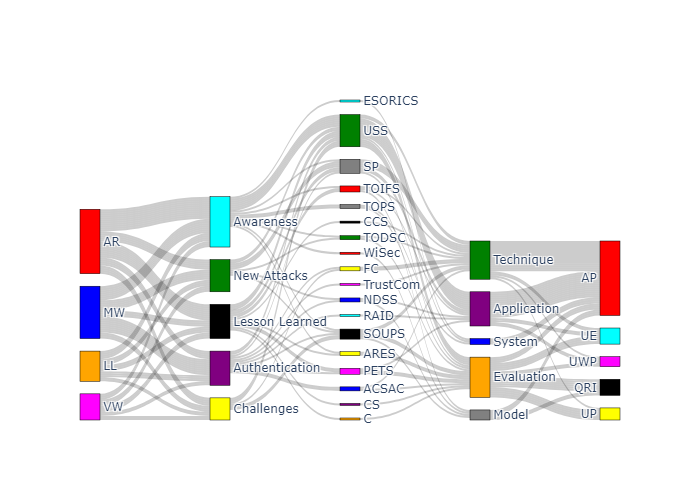 AR
MW
LL
VW
Awareness
New Attacks
Lesson Learned
Authentication
Challenges
ESORICS
USS
SP
TOIFS
TOPS
CCS
TODSC
WiSec
FC
TrustCom
NDSS
RAID
SOUPS
ARES
PETS
ACSAC
CS
C
Technique
Application
System
Evaluation
Model
AP
UE
UWP
QRI
UP